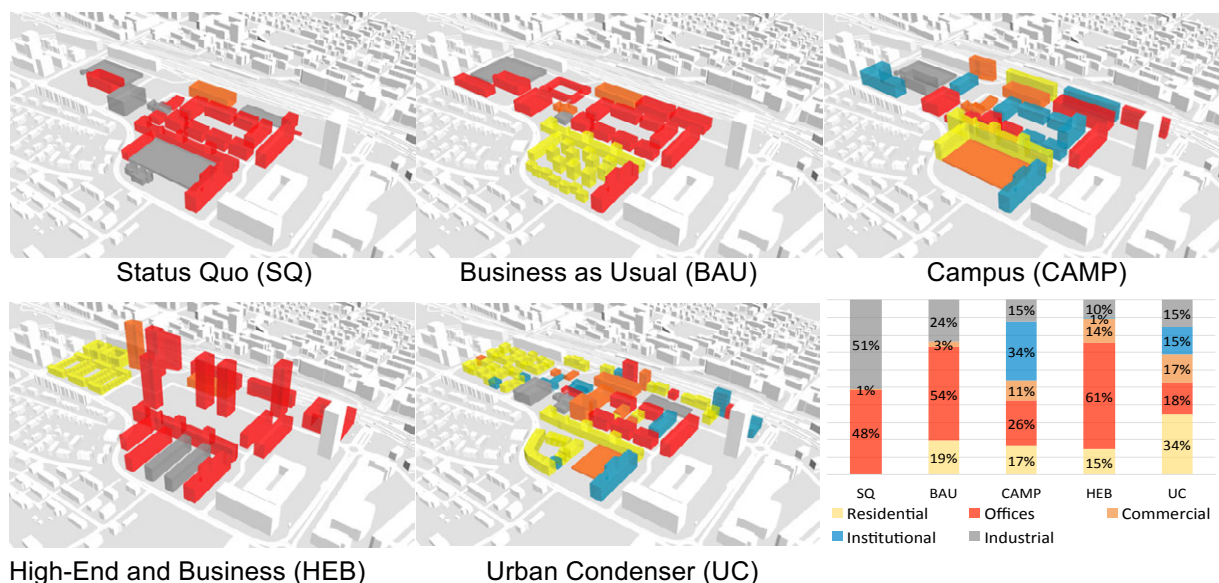 Status Quo (SQ)
Business as Usual (BAU)
Campus (CAMP)
High-End and Business (HEB)
Urban Condenser (UC)
51%
1%
48%
24%
3%
54%
19%
15%
34%
11%
26%
17%
10%
1%
14%
61%
15%
15%
15%
17%
18%
34%
SQ BAU CAMP HEB UC
Residential Offices Commercial
Institutional Industrial